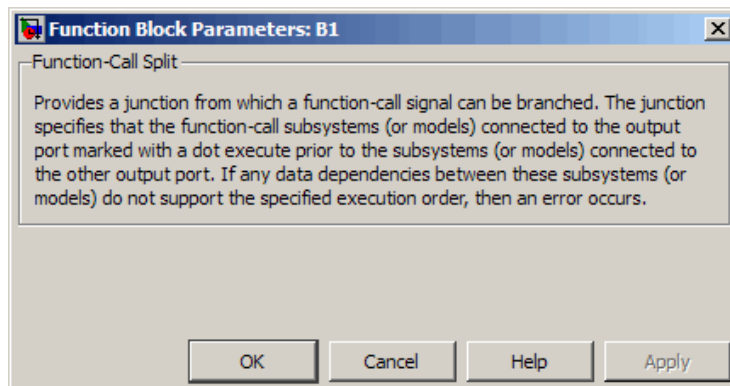 Function Block Parameters: B1
Function-Call Split
Provides a junction from which a function-call signal can be branched. The junction
specifies that the function-call subsystems (or models) connected to the output
port marked with a dot execute prior to the subsystems (or models) connected to
the other output port. If any data dependencies between these subsystems (or
models) do not support the specified execution order, then an error occurs.
OK Cancel Help Apply